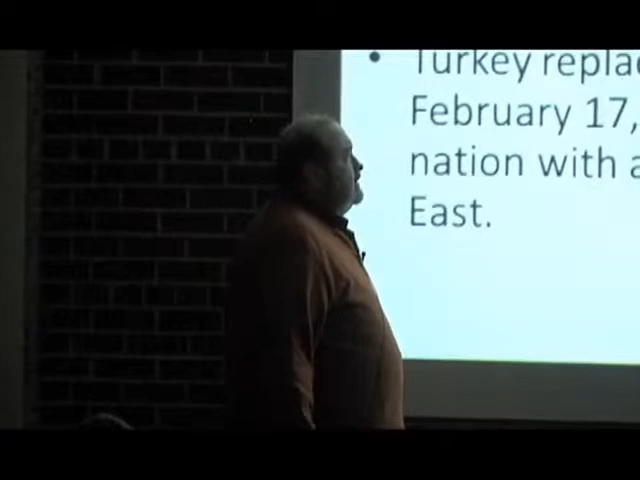 • Turkey replac
February 17,
nation with a
East.